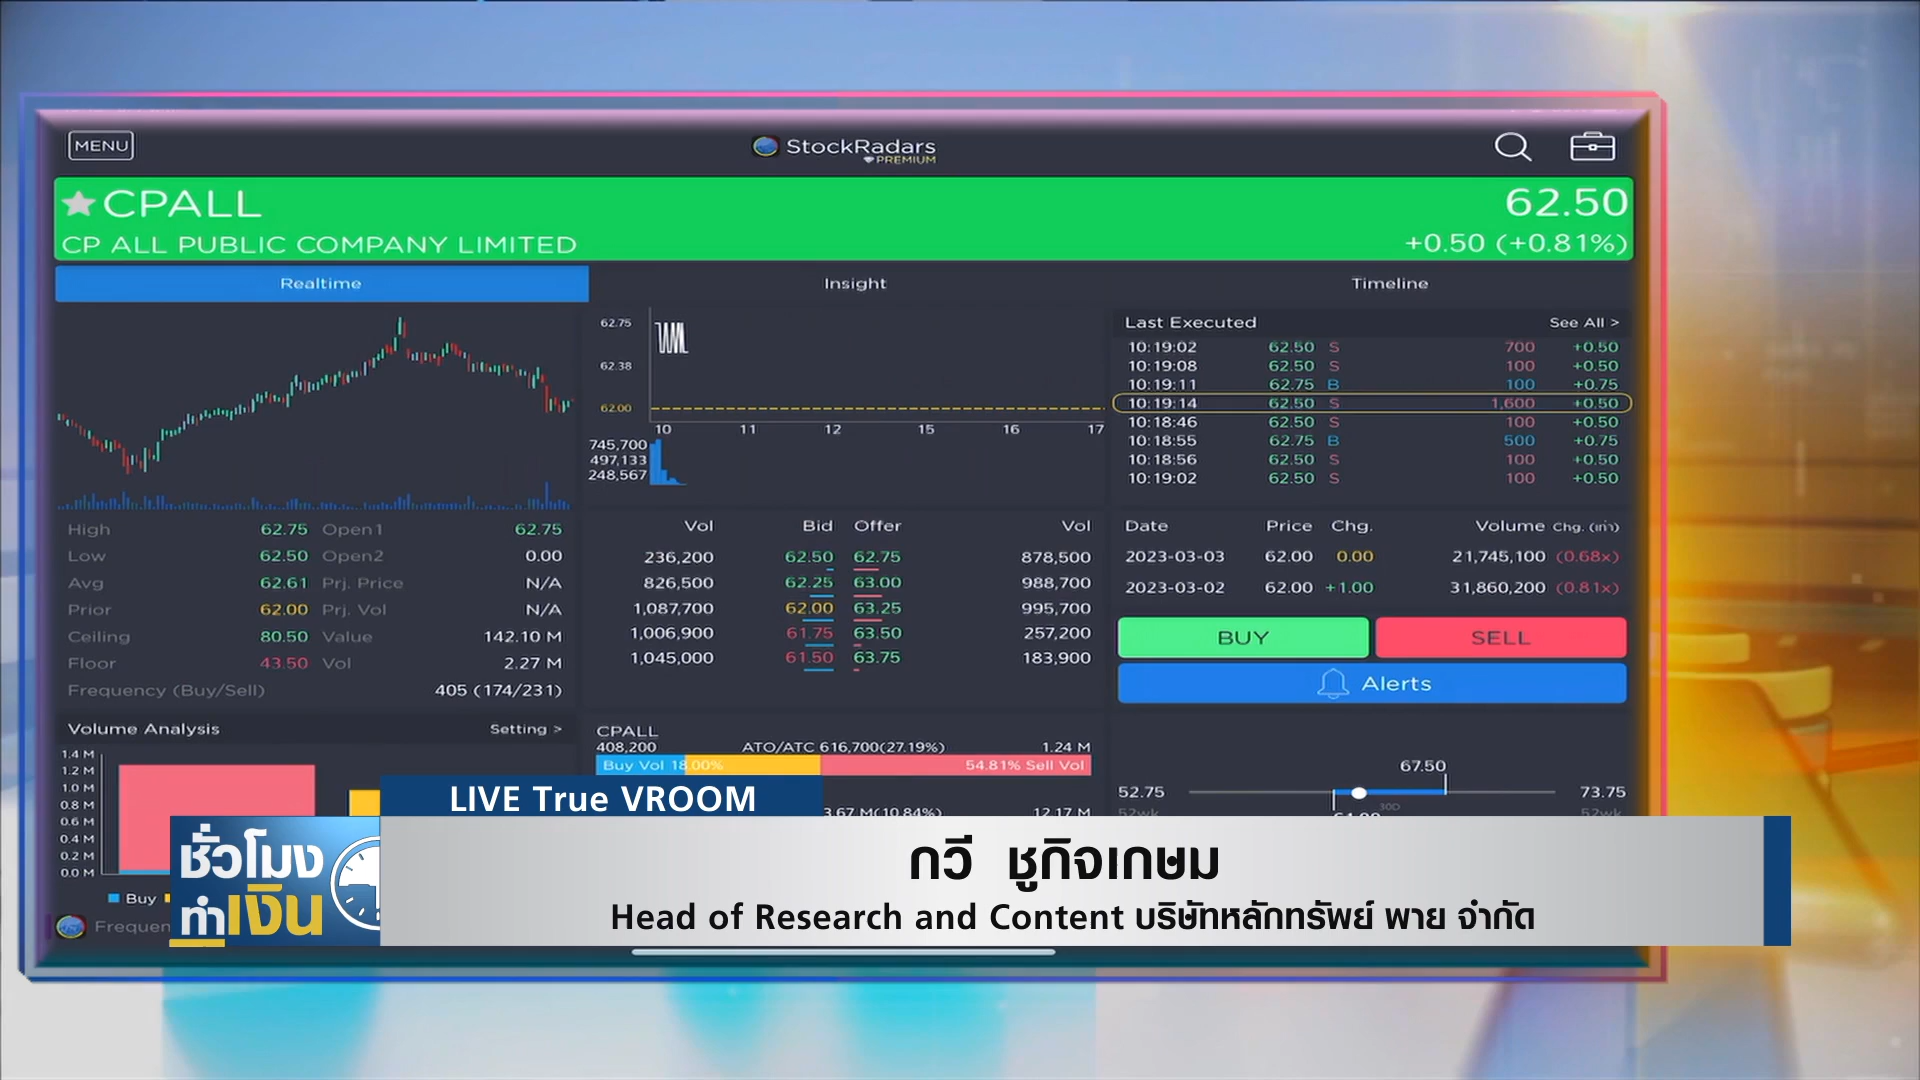 MENU
StockRadars
PREMIUM
CPALL
62.50
CP ALL PUBLIC COMPANY LIMITED
+0.50 (+0.81%)
Realtime
Insight
Timeline
62.75
62.38
62.00
10 11 12 15 16 17
745,700
497,133
248,567
Last Executed See All >
10:19:02 62.50 S 700 +0.50
10:19:08 62.50 S 100 +0.50
10:19:11 62.75 B 100 +0.75
10:19:14 62.50 S 1,600 +0.50
10:18:46 62.50 S 100 +0.50
10:18:55 62.75 B 500 +0.75
10:18:56 62.50 S 100 +0.50
10:19:02 62.50 S 100 +0.50
High 62.75 Open1 62.75
Low 62.50 Open2 0.00
Avg 62.61 Prj. Price N/A
Prior 62.00 Prj. Vol N/A
Ceiling 80.50 Value 142.10 M
Floor 43.50 Vol 2.27 M
Frequency (Buy/Sell) 405 (174/231)
Vol Bid Offer Vol
236,200 62.50 62.75 878,500
826,500 62.25 63.00 988,700
1,087,700 62.00 63.25 995,700
1,006,900 61.75 63.50 257,200
1,045,000 61.50 63.75 183,900
Date Price Chg. Volume Chg. (เท่า)
2023-03-03 62.00 0.00 21,745,100 (0.68x)
2023-03-02 62.00 +1.00 31,860,200 (0.81x)
BUY
SELL
Alerts
Volume Analysis Setting >
1.4 M
1.2 M
1.0 M
0.8 M
0.6 M
0.4 M
0.2 M
0.0 M
Buy
CPALL
408,200 ATO/ATC 616,700(27.19%) 1.24 M
Buy Vol 18.00% 54.81% Sell Vol
3.67 M(10.84%) 12.17 M
67.50
52.75 73.75
52wk 30D 52wk
LIVE True VROOM
ชั่วโมง
ทำเงิน
กวี ชูกิจเกษม
Head of Research and Content บริษัทหลักทรัพย์ พาย จำกัด